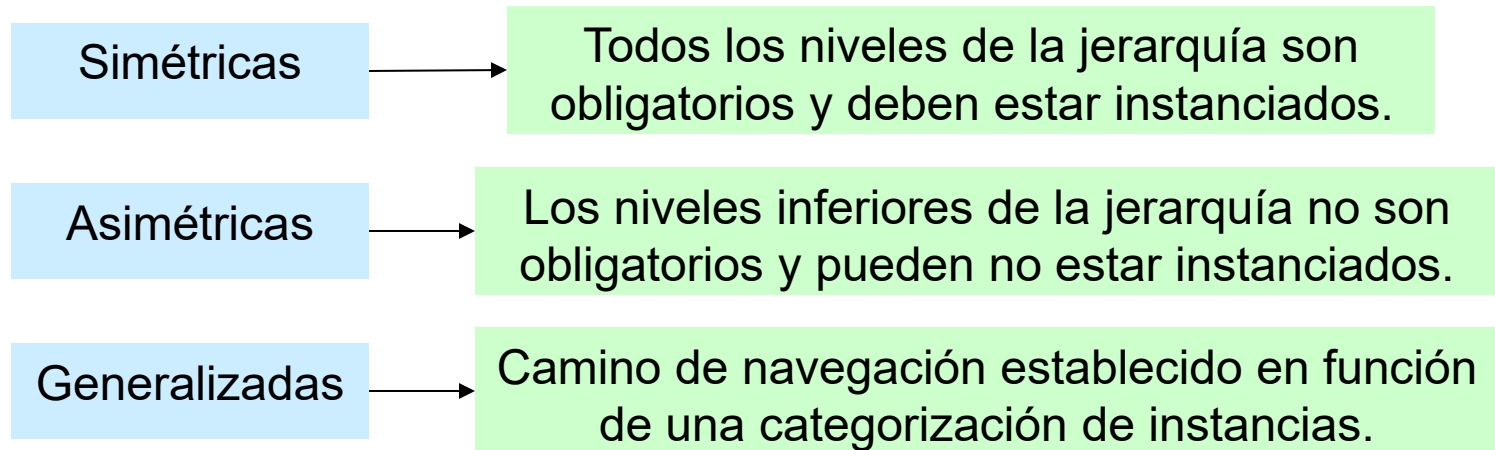 Simétricas
Todos los niveles de la jerarquía son
obligatorios y deben estar instanciados.
Asimétricas
Los niveles inferiores de la jerarquía no son
obligatorios y pueden no estar instanciados.
Generalizadas
Camino de navegación establecido en función
de una categorización de instancias.